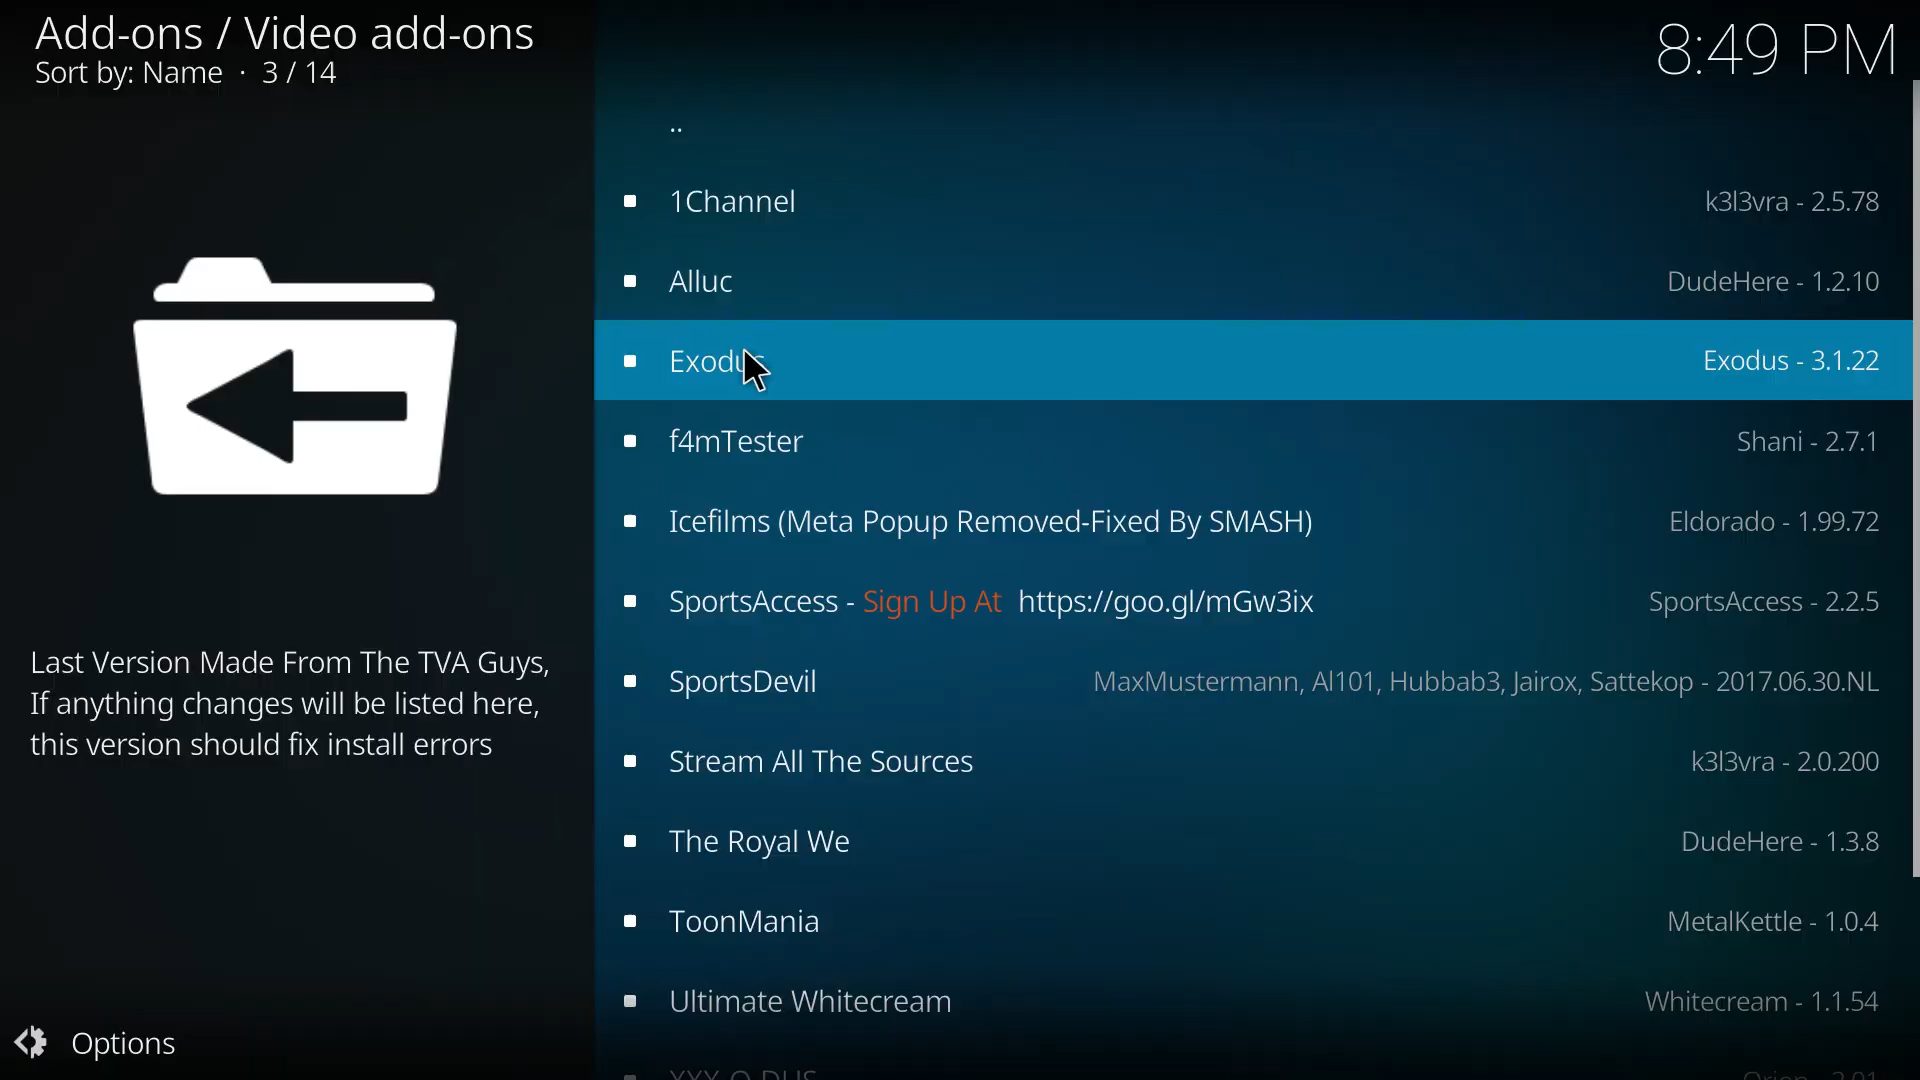 Add-ons / Video add-ons
Sort by: Name · 3 / 14
8:49 PM
..
1Channel k3l3vra - 2.5.78
Alluc DudeHere - 1.2.10
Exodus Exodus - 3.1.22
f4mTester Shani - 2.7.1
Icefilms (Meta Popup Removed-Fixed By SMASH) Eldorado - 1.99.72
SportsAccess - Sign Up At https://goo.gl/mGw3ix SportsAccess - 2.2.5
SportsDevil MaxMustermann, Al101, Hubbab3, Jairox, Sattekop - 2017.06.30.NL
Stream All The Sources k3l3vra - 2.0.200
The Royal We DudeHere - 1.3.8
ToonMania MetalKettle - 1.0.4
Ultimate Whitecream Whitecream - 1.1.54
Last Version Made From The TVA Guys,
If anything changes will be listed here,
this version should fix install errors
Options